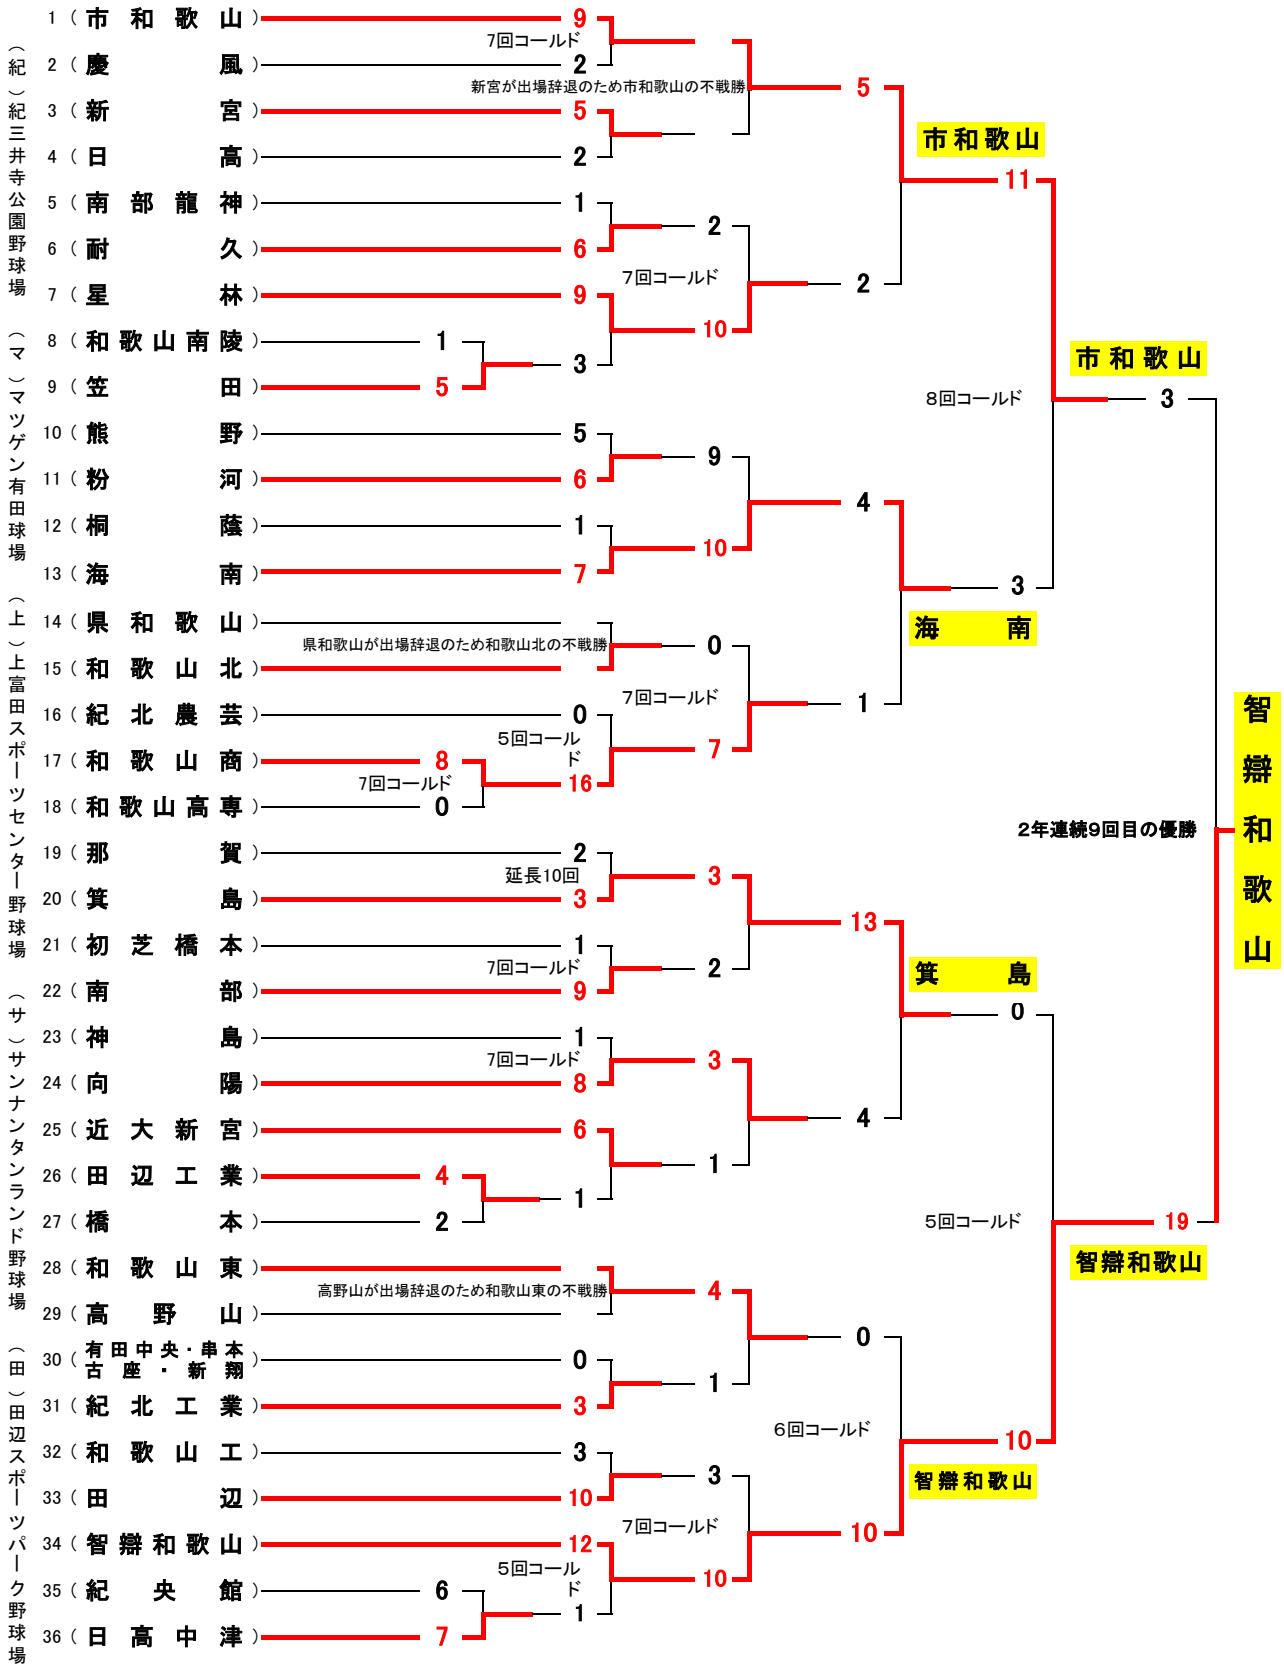 （紀）紀三井寺公園野球場
（マ）マツゲン有田球場
（上）上富田スポーツセンター野球場
（サ）サンナンタンランド野球場
（田）田辺スポーツパーク野球場
1（市和歌山） 9
7回コールド
2（慶風） 2
新宮が出場辞退のため市和歌山の不戦勝
5
3（新宮） 5
市和歌山
4（日高） 2
11
5（南部龍神） 1
2
6（耐久） 6
7回コールド
2
7（星林） 9
10
8（和歌山南陵） 1
3
市和歌山
9（笠田） 5
8回コールド
3
10（熊野） 5
9
11（粉河） 6
4
12（桐蔭） 1
10
13（海南） 7
3
14（県和歌山）
海南
県和歌山が出場辞退のため和歌山北の不戦勝
0
15（和歌山北）
7回コールド
1
16（紀北農芸） 0
5回コール
ド
7
17（和歌山商） 8
7回コールド
16
18（和歌山高専） 0
2年連続9回目の優勝
智辯和歌山
19（那賀） 2
延長10回
3
20（箕島） 3
13
21（初芝橋本） 1
7回コールド
2
箕島
22（南部） 9
0
23（神島） 1
7回コールド
3
24（向陽） 8
4
25（近大新宮） 6
1
26（田辺工業） 4
1
27（橋本） 2
5回コールド
19
智辯和歌山
28（和歌山東）
高野山が出場辞退のため和歌山東の不戦勝
4
29（高野山）
0
30（有田中央・串本
古座・新翔） 0
1
31（紀北工業） 3
6回コールド
10
32（和歌山工） 3
3
智辯和歌山
33（田辺） 10
7回コールド
10
34（智辯和歌山） 12
5回コール
ド
10
35（紀央館） 6
1
36（日高中津） 7